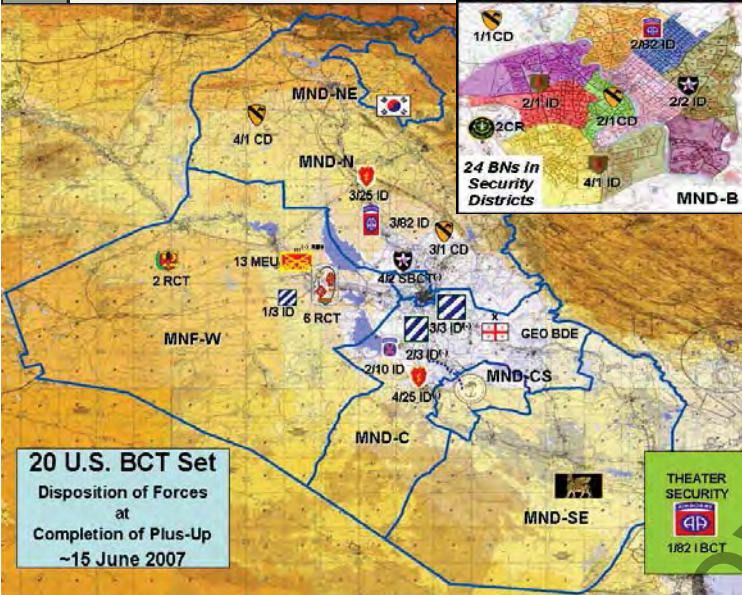 1/1CD
2/82 ID
2/1 ID
2/1CD
2/2 ID
2CR
4/1 ID
24 BNs in
Security
Districts
MND-B
MND-NE
4/1 CD
MND-N
3/25 ID
3/82 ID
3/1 CD
13 MEU
4/2 SBCT(-)
2 RCT
1/3 ID
6 RCT
MNF-W
3/3 ID(-)
X
GEO BDE
2/3 ID(-)
2/10 ID
MND-CS
4/25 ID(-)
MND-C
MND-SE
20 U.S. BCT Set
Disposition of Forces
at
Completion of Plus-Up
~15 June 2007
THEATER
SECURITY
AIRBORNE
AA
1/82 IBCT